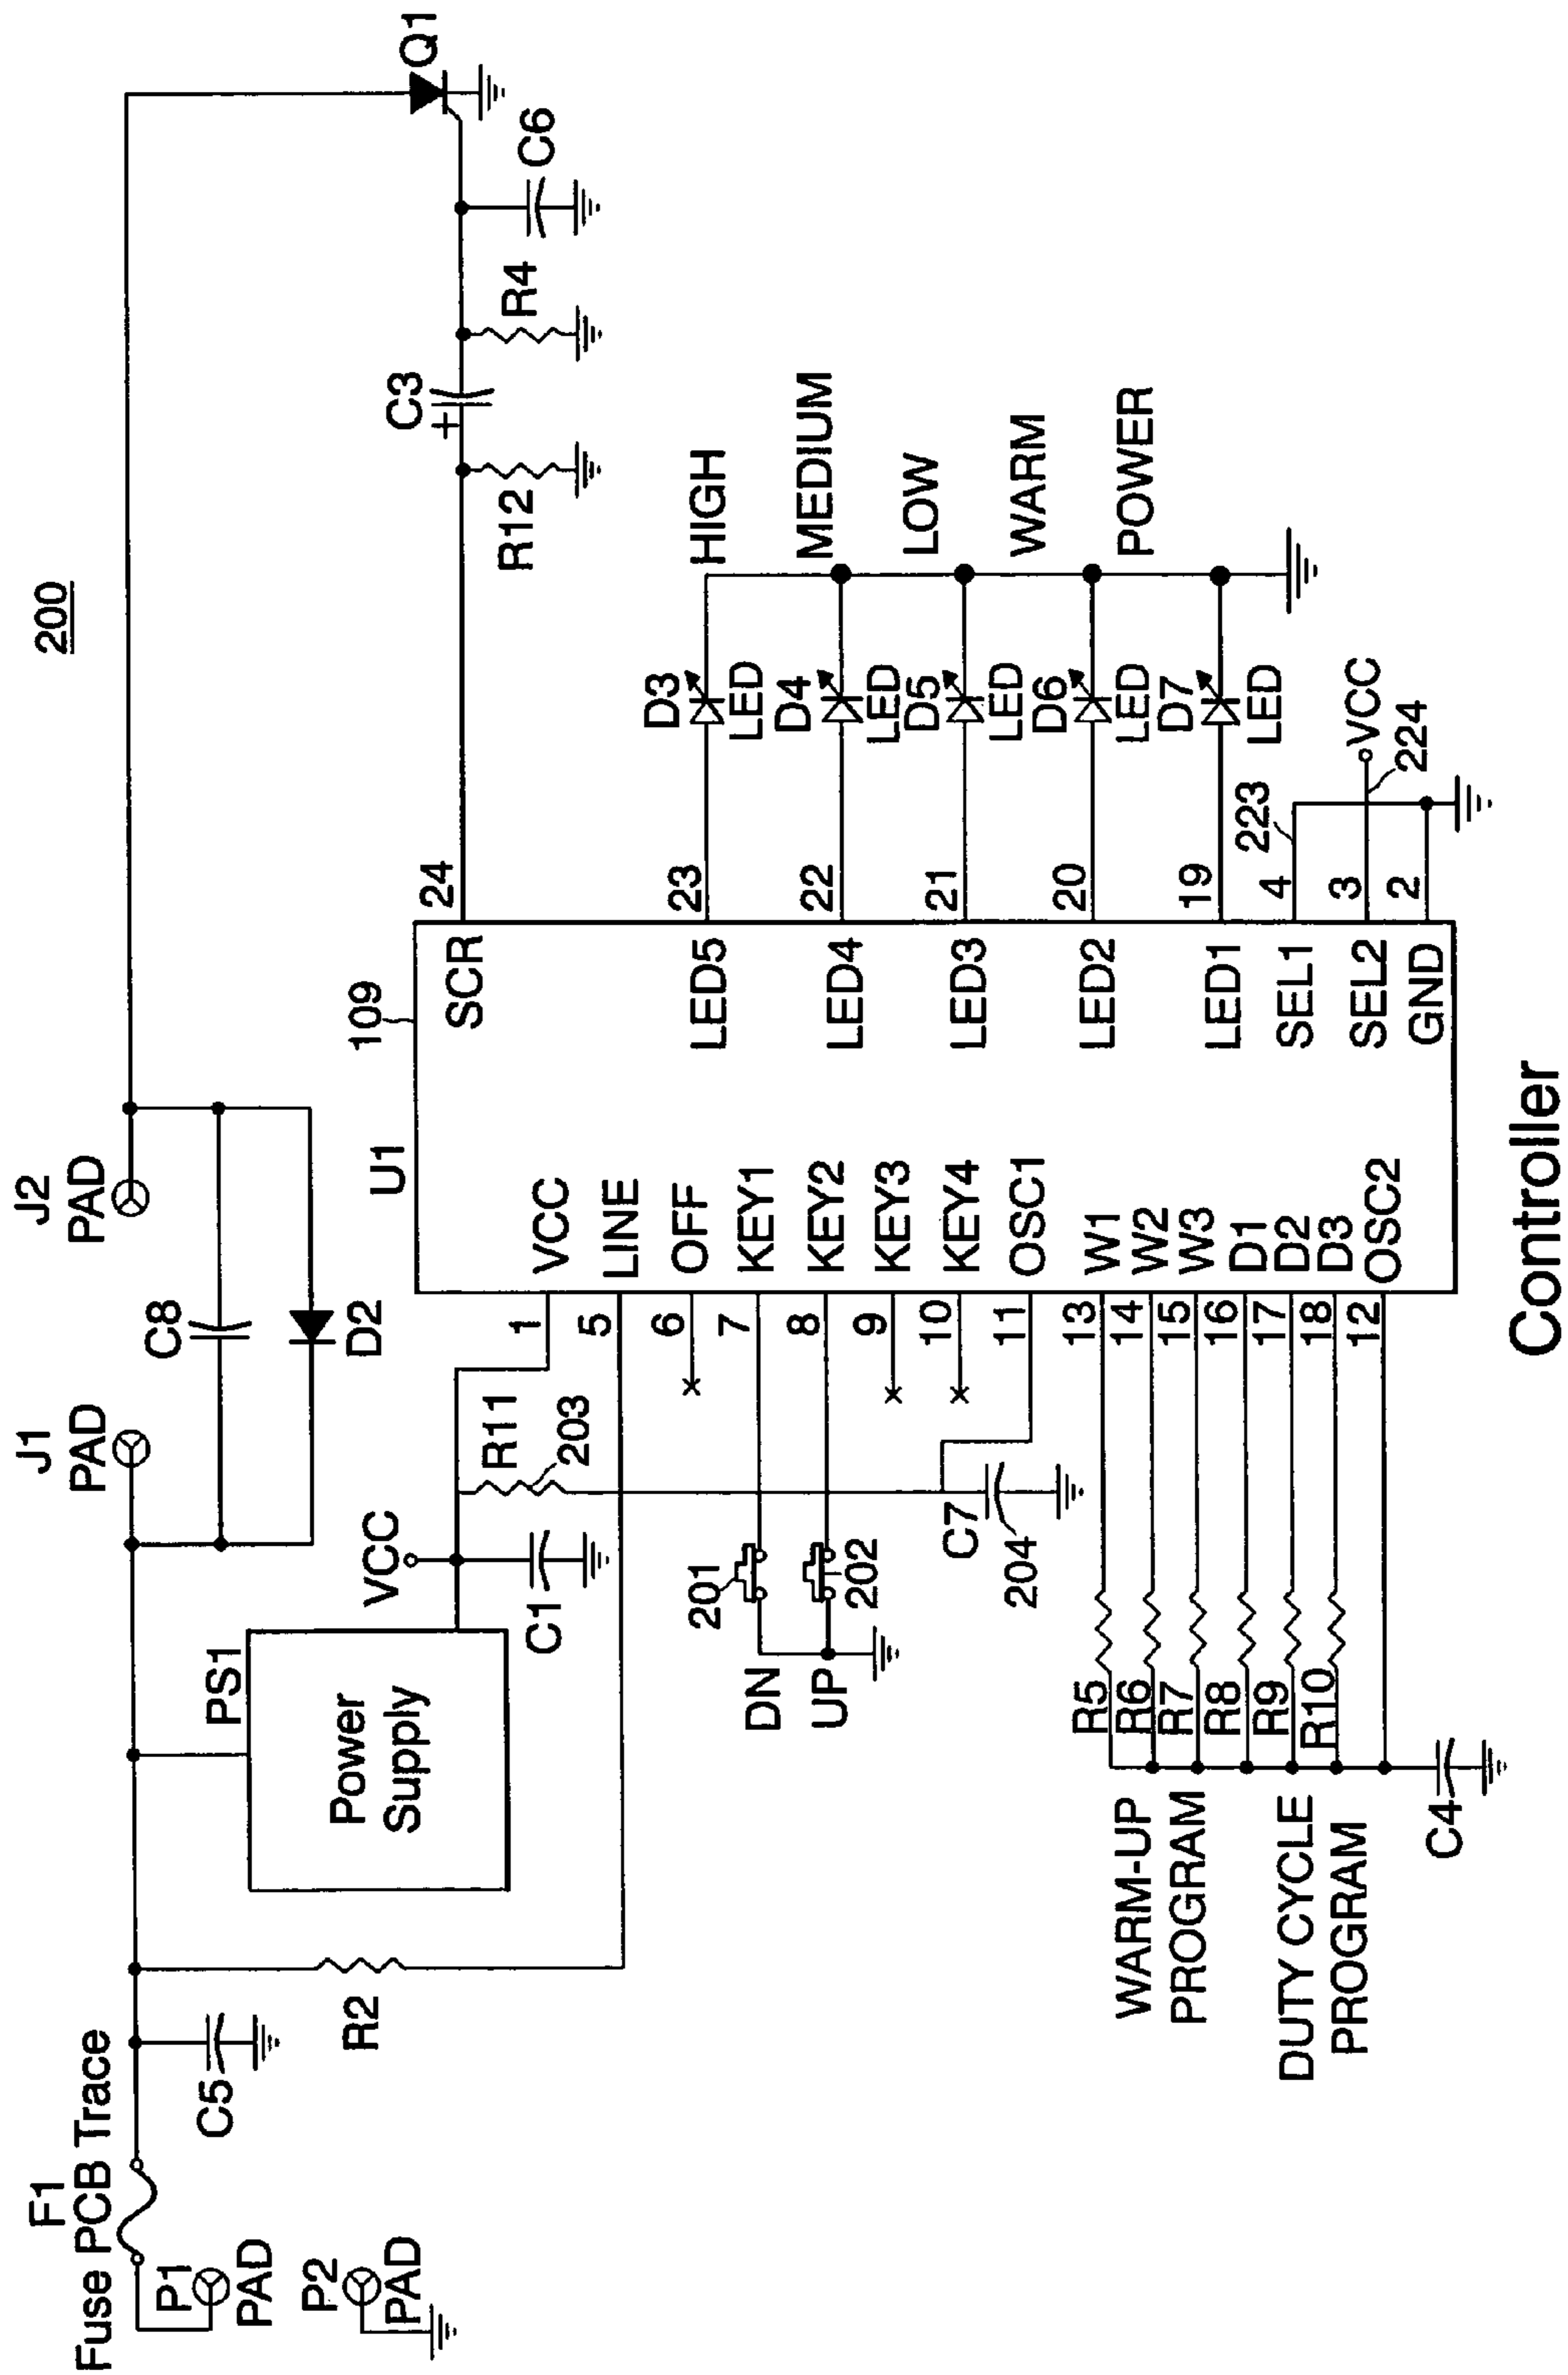 200
F1
Fuse PCB Trace
P1
PAD
P2
PAD
C5
R2
PS1
Power
Supply
VCC
C1
J1
PAD
J2
PAD
C8
D2
R11
203
C7
204
DN
UP
201
202
U1
109
VCC
LINE
OFF
KEY1
KEY2
KEY3
KEY4
OSC1
W1
W2
W3
D1
D2
D3
OSC2
1
5
6
7
8
9
10
11
13
14
15
16
17
18
12
R5
R6
R7
R8
R9
R10
WARM-UP
PROGRAM
DUTY CYCLE
PROGRAM
C4
SCR
LED5
LED4
LED3
LED2
LED1
SEL1
SEL2
GND
24
23
22
21
20
19
4
3
2
223
224
VCC
D3
LED
D4
LED
D5
LED
D6
LED
D7
LED
HIGH
MEDIUM
LOW
WARM
POWER
R12
C3
+
R4
C6
Q1
Controller